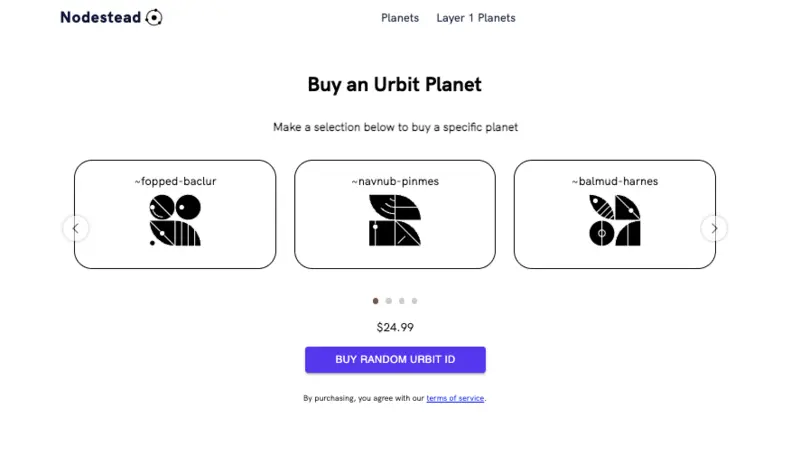 Nodestead
Planets
Layer 1 Planets
Buy an Urbit Planet
Make a selection below to buy a specific planet
~fopped-baclur
~navnub-pinmes
~balmud-harnes
$24.99
BUY RANDOM URBIT ID
By purchasing, you agree with our terms of service.